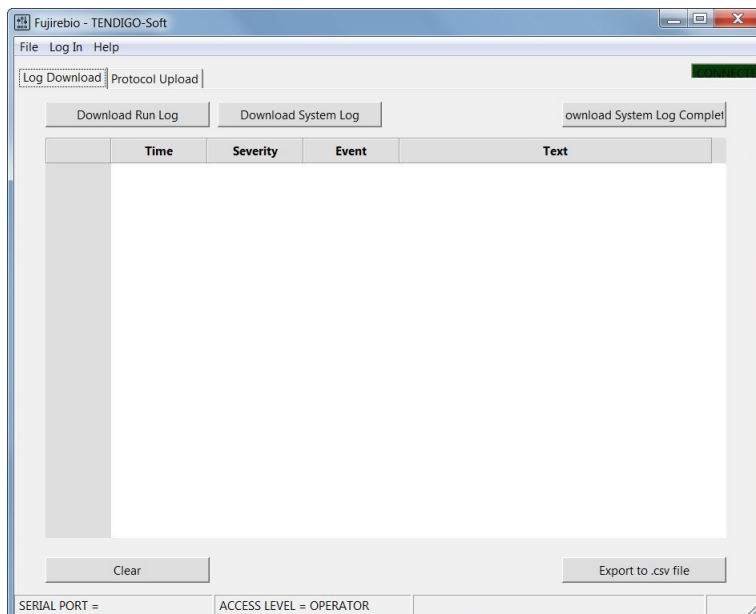 Fujirebio - TENDIGO-Soft
File Log In Help
Log Download Protocol Upload
CONNECTE
Download Run Log Download System Log ownload System Log Complet
Time Severity Event Text
Clear Export to .csv file
SERIAL PORT = ACCESS LEVEL = OPERATOR